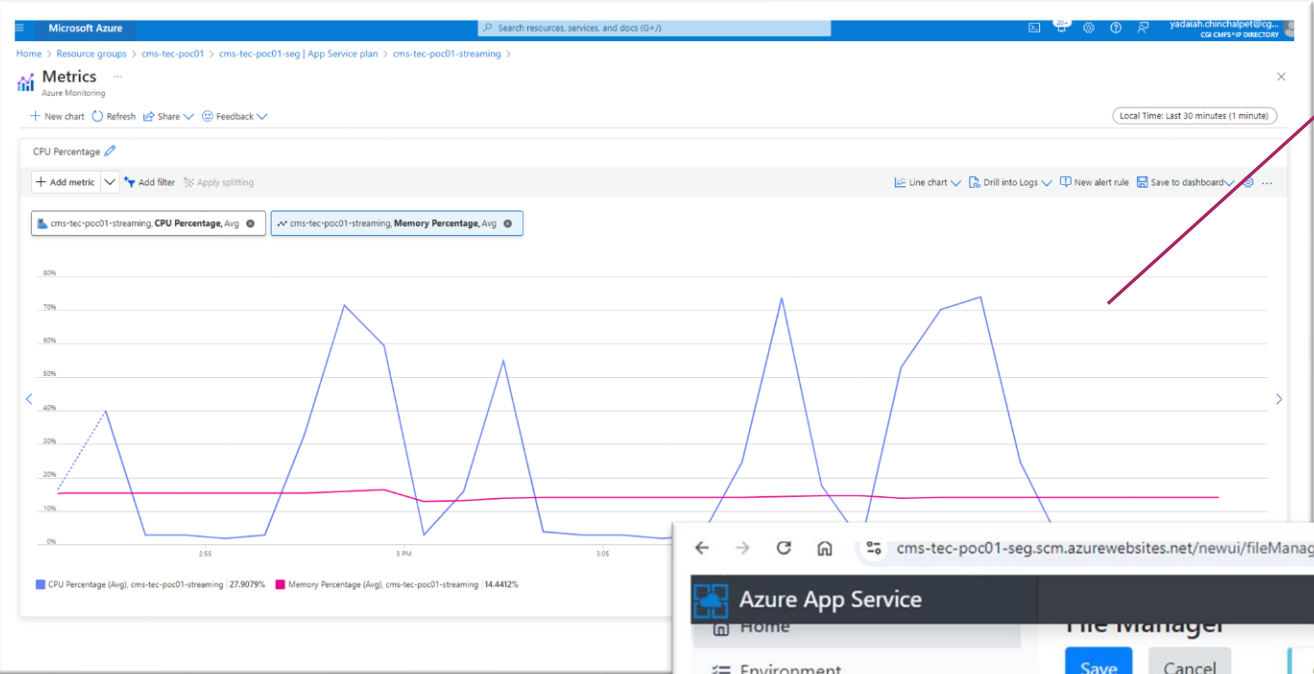 Microsoft Azure
Search resources, services, and docs (G+/)
20+
yadaiah.chinchalpet@cg...
CGI CMFS^IP DIRECTORY
Home > Resource groups > cms-tec-poc01 > cms-tec-poc01-seg | App Service plan > cms-tec-poc01-streaming >
Metrics ...
Azure Monitoring
New chart Refresh Share Feedback
Local Time: Last 30 minutes (1 minute)
CPU Percentage
Add metric Add filter Apply splitting
Line chart Drill into Logs New alert rule Save to dashboard ...
cms-tec-poc01-streaming, CPU Percentage, Avg
cms-tec-poc01-streaming, Memory Percentage, Avg
80%
70%
60%
50%
40%
30%
20%
10%
0%
2:55
3 PM
3:05
CPU Percentage (Avg), cms-tec-poc01-streaming | 27.9079%
Memory Percentage (Avg), cms-tec-poc01-streaming | 14.4412%
cms-tec-poc01-seg.scm.azurewebsites.net/newui/fileManag
Azure App Service
Home
File Manager
Environment
Save
Cancel